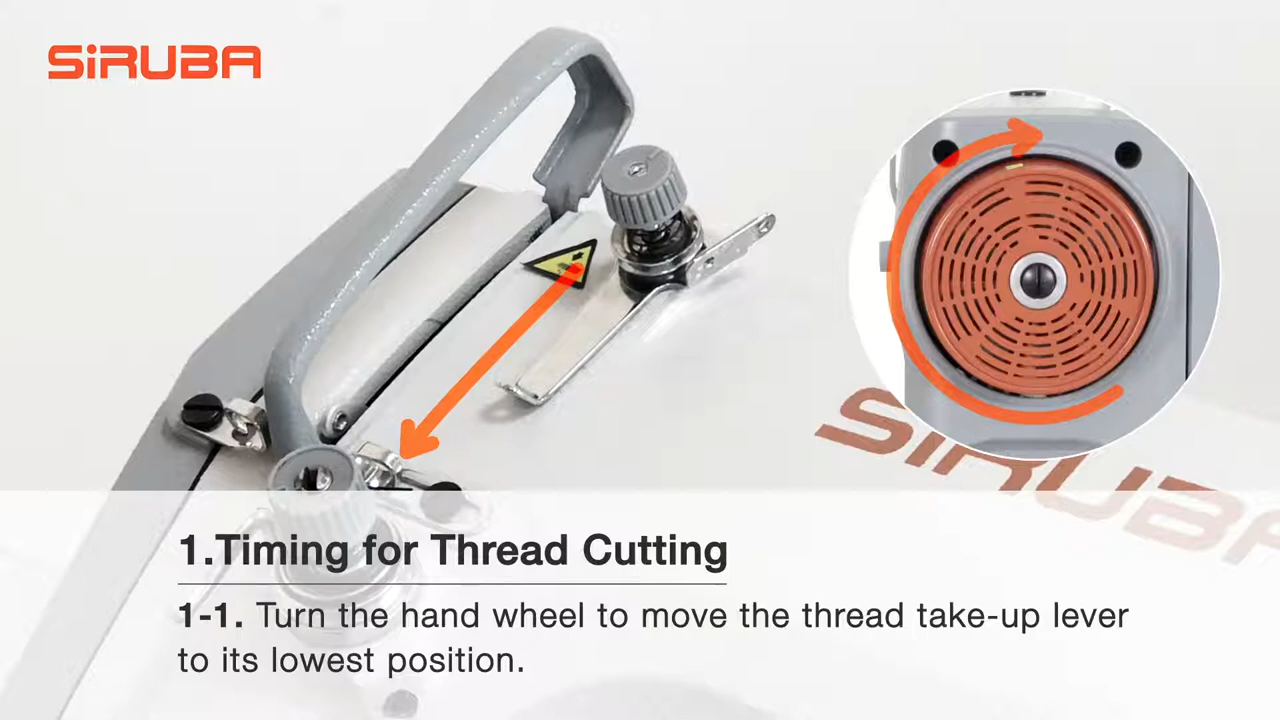 SiRUBA
SiRUBA
1.Timing for Thread Cutting
1-1. Turn the hand wheel to move the thread take-up lever
to its lowest position.